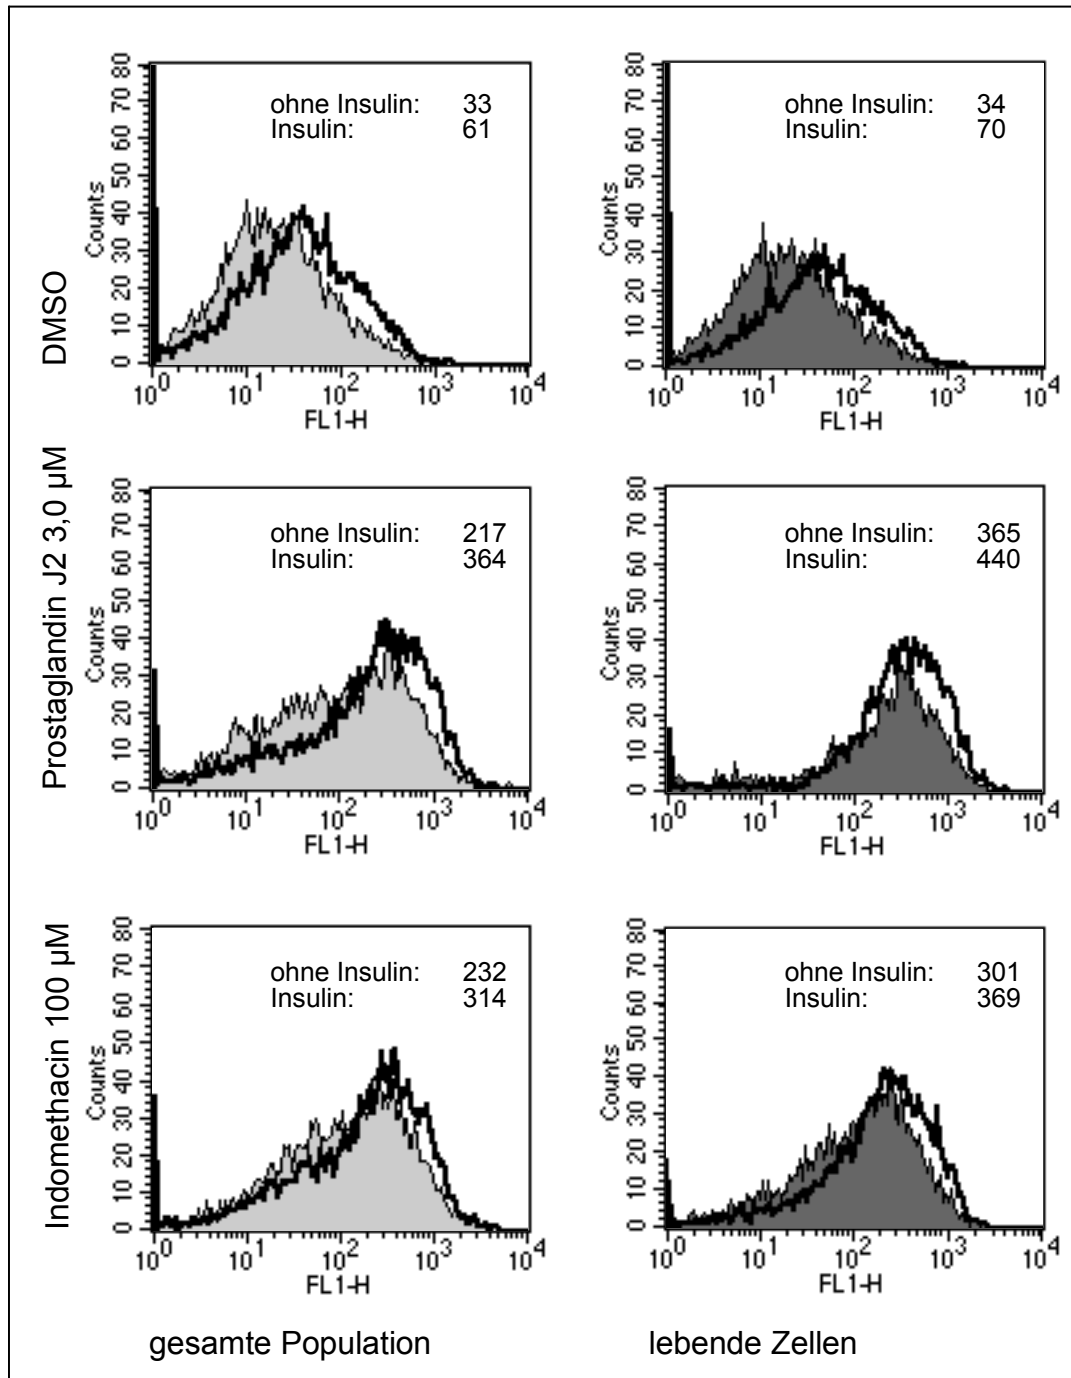 DMSO
80
70
60
50
40
30
20
10
0
Counts
ohne Insulin: 33
Insulin: 61
10^0 10^1 10^2 10^3 10^4
FL1-H
80
70
60
50
40
30
20
10
0
Counts
ohne Insulin: 34
Insulin: 70
10^0 10^1 10^2 10^3 10^4
FL1-H
Prostaglandin J2 3,0 µM
80
70
60
50
40
30
20
10
0
Counts
ohne Insulin: 217
Insulin: 364
10^0 10^1 10^2 10^3 10^4
FL1-H
80
70
60
50
40
30
20
10
0
Counts
ohne Insulin: 365
Insulin: 440
10^0 10^1 10^2 10^3 10^4
FL1-H
Indomethacin 100 µM
80
70
60
50
40
30
20
10
0
Counts
ohne Insulin: 232
Insulin: 314
10^0 10^1 10^2 10^3 10^4
FL1-H
80
70
60
50
40
30
20
10
0
Counts
ohne Insulin: 301
Insulin: 369
10^0 10^1 10^2 10^3 10^4
FL1-H
gesamte Population
lebende Zellen